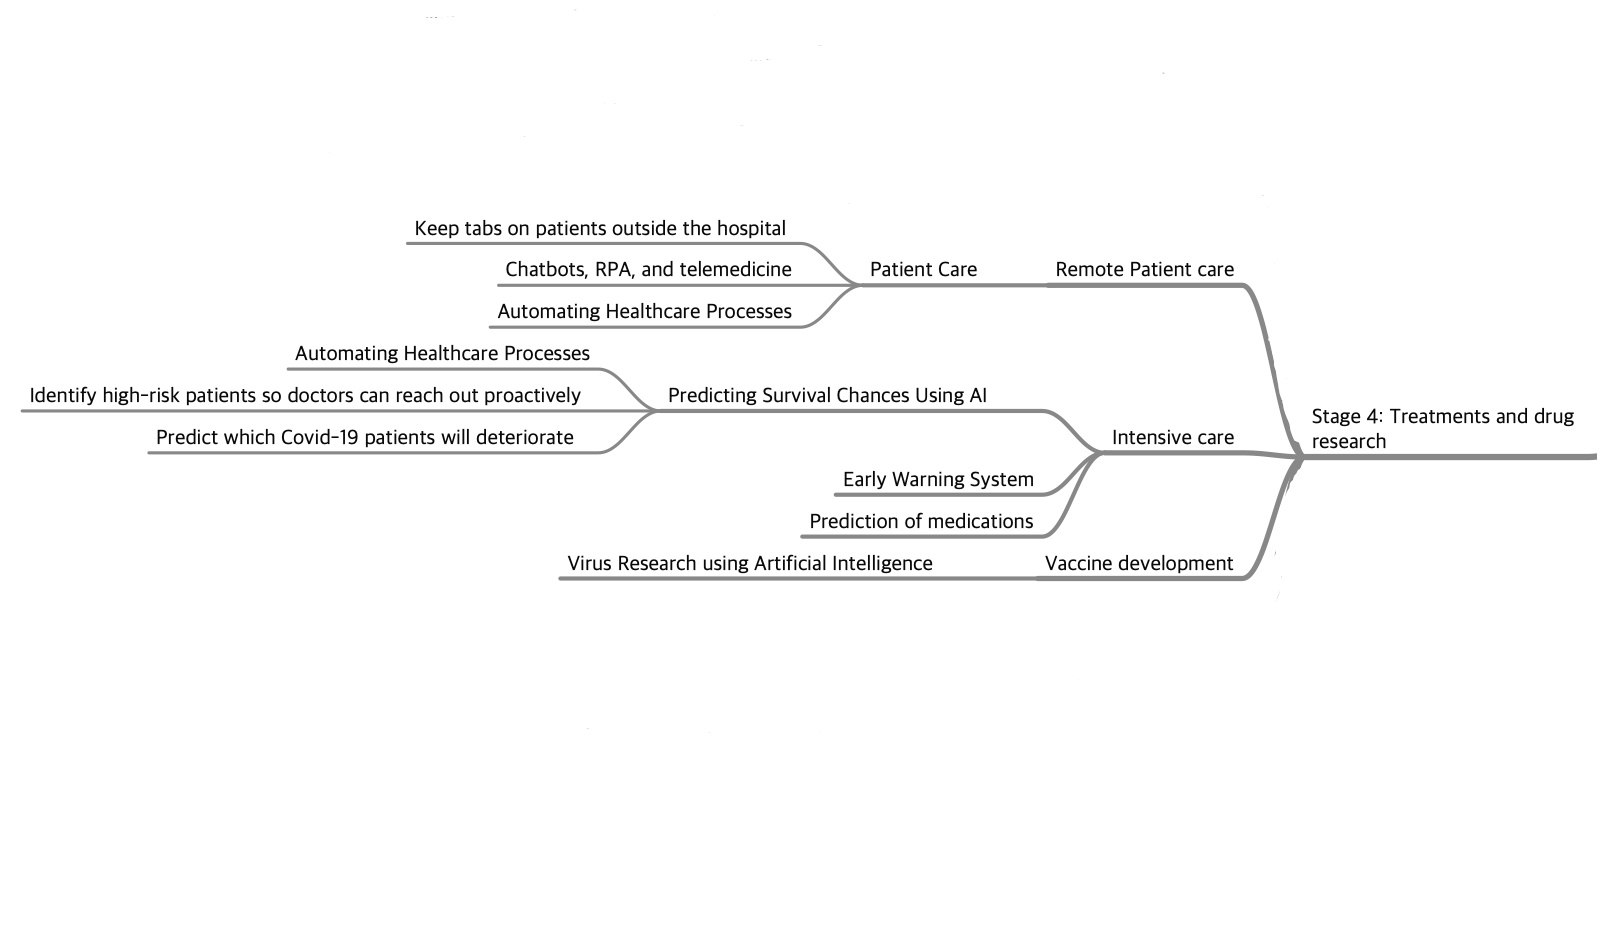 Keep tabs on patients outside the hospital
Chatbots, RPA, and telemedicine
Patient Care
Remote Patient care
Automating Healthcare Processes
Automating Healthcare Processes
Identify high-risk patients so doctors can reach out proactively
Predicting Survival Chances Using AI
Predict which Covid-19 patients will deteriorate
Intensive care
Stage 4: Treatments and drug
research
Early Warning System
Prediction of medications
Virus Research using Artificial Intelligence
Vaccine development